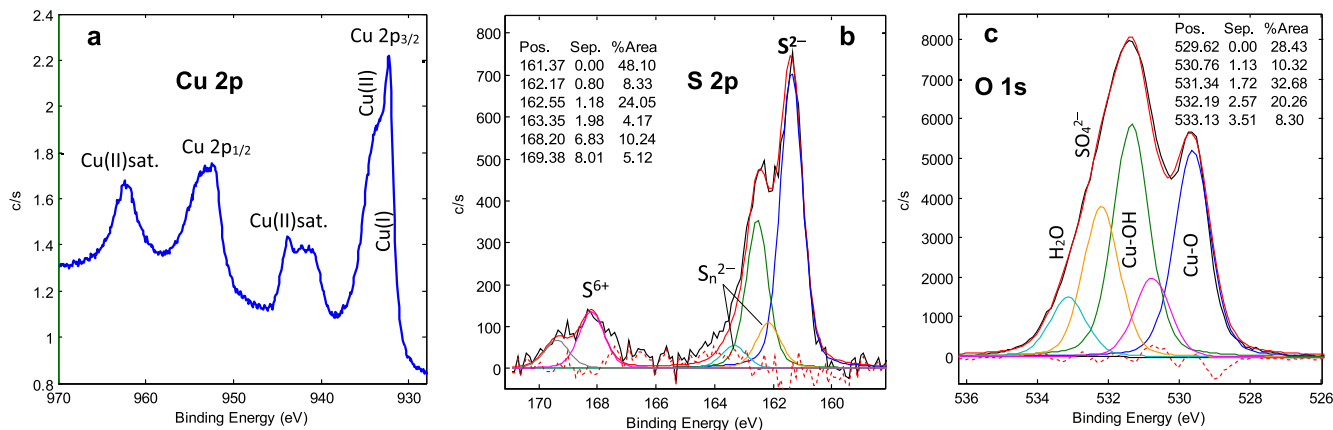 a
Cu 2p
Cu 2p3/2
Cu(II)
Cu(I)
Cu 2p1/2
Cu(II)sat.
Cu(II)sat.
2.4
2.2
2
1.8
1.6
1.4
1.2
1
0.8
c/s
970 960 950 940 930
Binding Energy (eV)
b
S 2p
Pos. Sep. %Area
161.37 0.00 48.10
162.17 0.80 8.33
162.55 1.18 24.05
163.35 1.98 4.17
168.20 6.83 10.24
169.38 8.01 5.12
S2−
Sn2−
S6+
800
700
600
500
400
300
200
100
0
c/s
170 168 166 164 162 160
Binding Energy (eV)
c
O 1s
Pos. Sep. %Area
529.62 0.00 28.43
530.76 1.13 10.32
531.34 1.72 32.68
532.19 2.57 20.26
533.13 3.51 8.30
H2O
SO42−
Cu-OH
Cu-O
8000
7000
6000
5000
4000
3000
2000
1000
0
c/s
536 534 532 530 528 526
Binding Energy (eV)